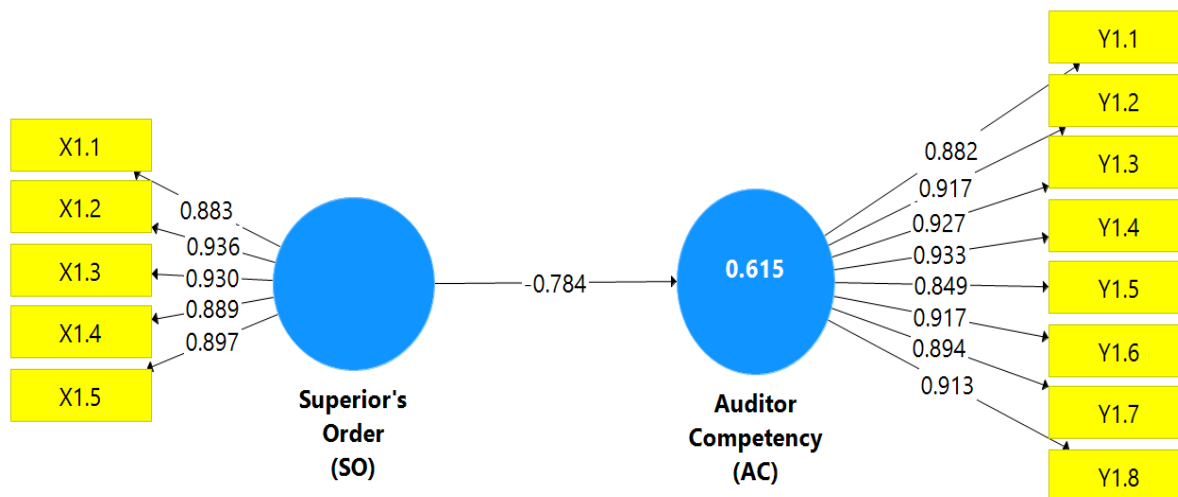 X1.1
X1.2
X1.3
X1.4
X1.5
0.883
0.936
0.930
0.889
0.897
Superior's
Order
(SO)
-0.784
0.615
Auditor
Competency
(AC)
0.882
0.917
0.927
0.933
0.849
0.917
0.894
0.913
Y1.1
Y1.2
Y1.3
Y1.4
Y1.5
Y1.6
Y1.7
Y1.8